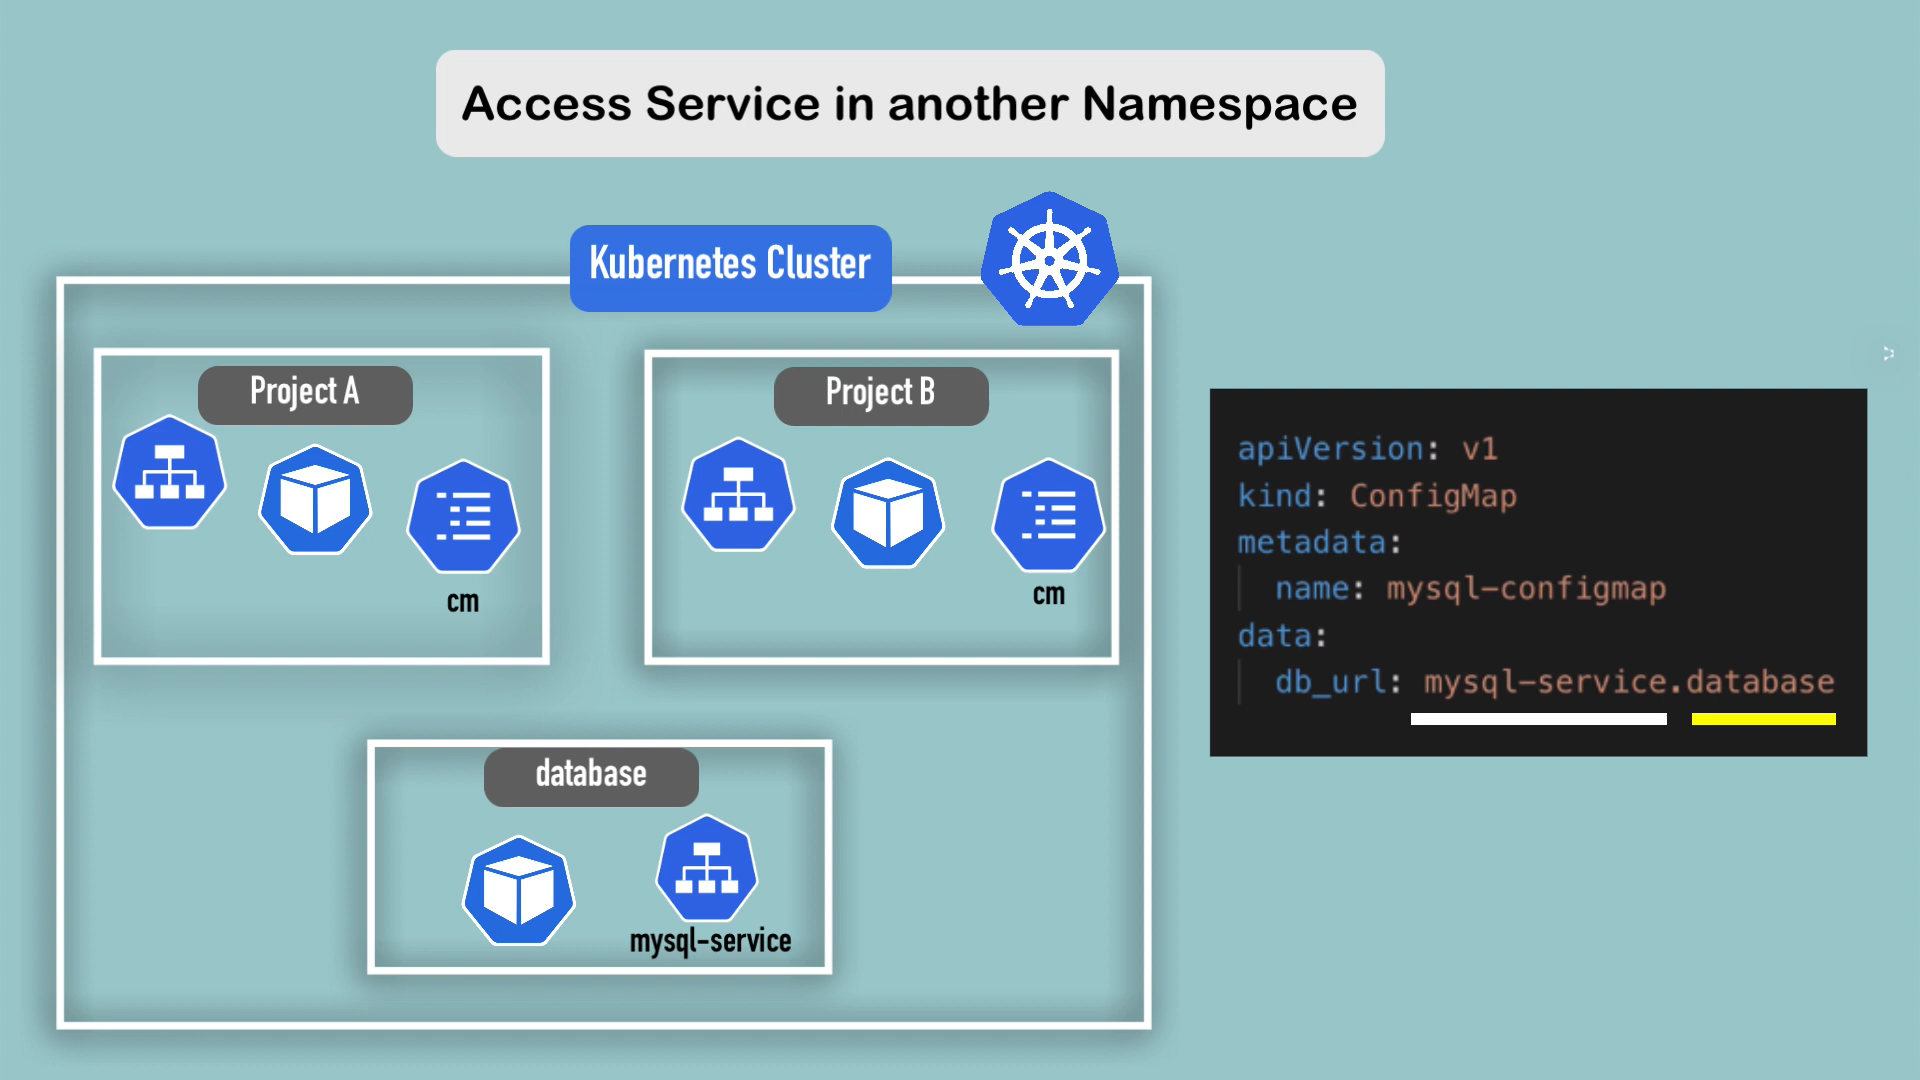 Access Service in another Namespace
Kubernetes Cluster
Project A
cm
Project B
cm
database
mysql-service
apiVersion: v1
kind: ConfigMap
metadata:
name: mysql-configmap
data:
db_url: mysql-service.database